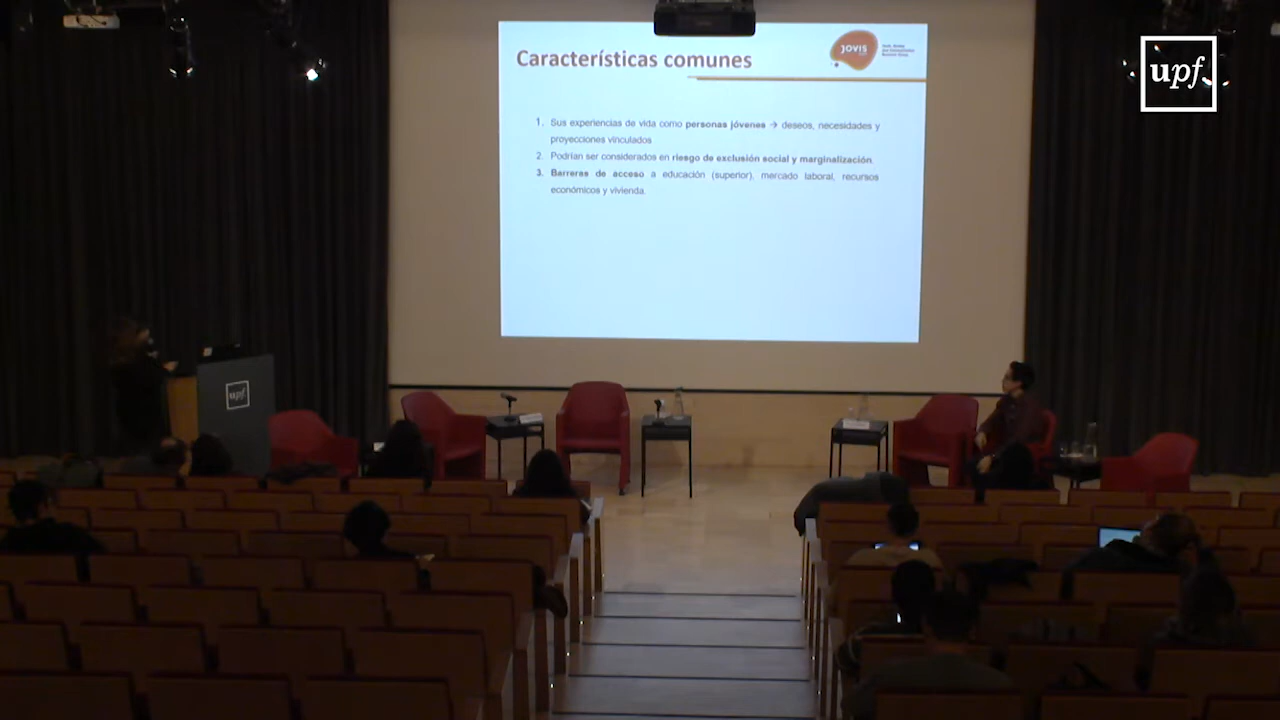 Características comunes
JOVIS
upf.
1. Sus experiencias de vida como personas jóvenes → deseos, necesidades y
proyecciones vinculados
2. Podrían ser considerados en riesgo de exclusión social y marginalización.
3. Barreras de acceso a educación (superior), mercado laboral, recursos
económicos y vivienda.
upf.